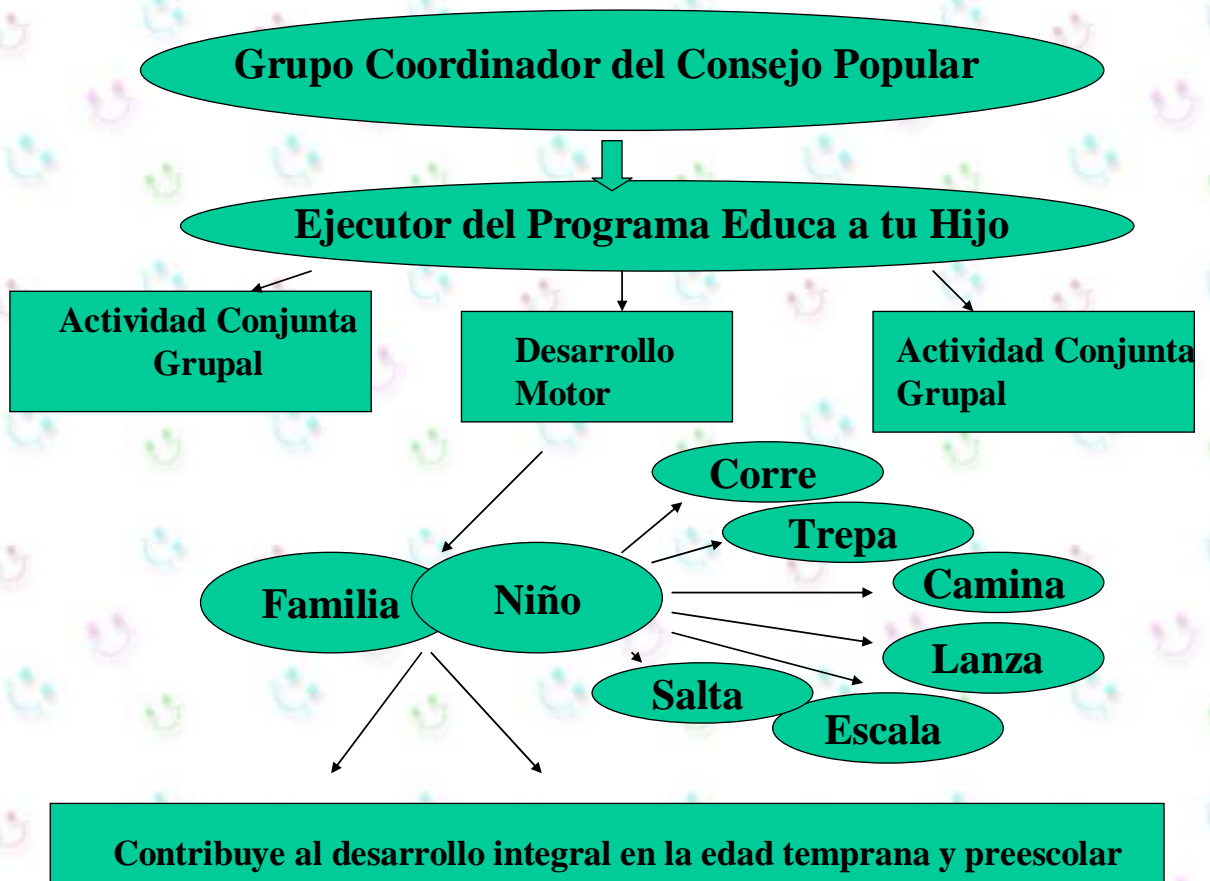 Grupo Coordinador del Consejo Popular
Ejecutor del Programa Educa a tu Hijo
Actividad Conjunta
Grupal
Desarrollo
Motor
Actividad Conjunta
Grupal
Corre
Trepa
Camina
Familia
Niño
Lanza
Salta
Escala
Contribuye al desarrollo integral en la edad temprana y preescolar